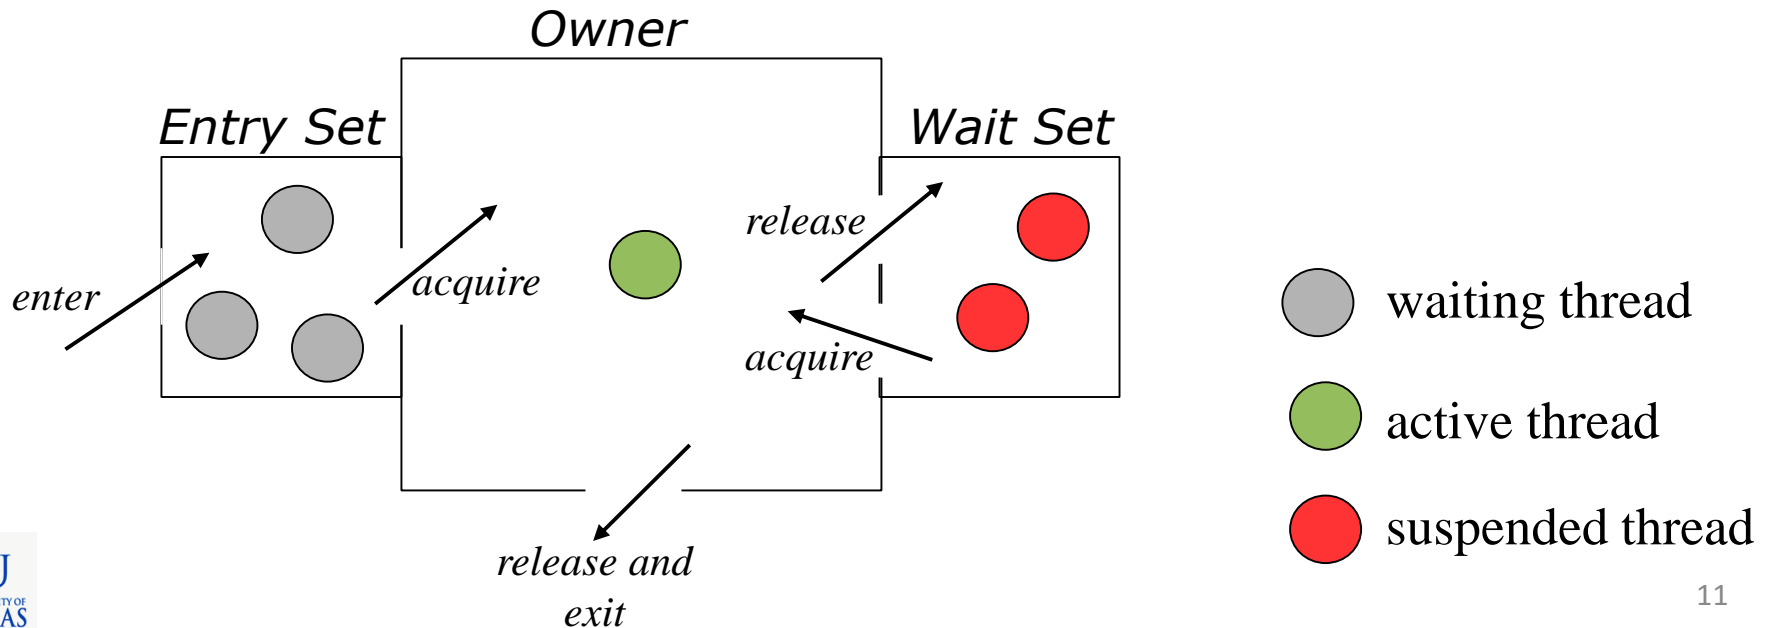 Owner
Entry Set
Wait Set
release
enter
acquire
acquire
release and
exit
waiting thread
active thread
suspended thread
11